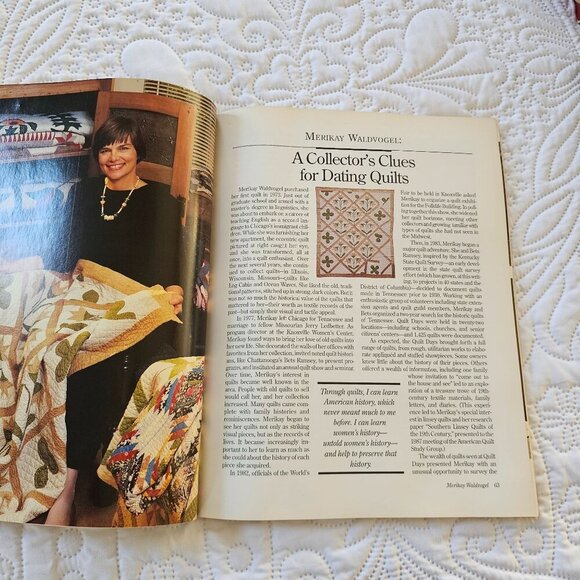 MERIKAY WALDVOGEL:
A Collector's Clues
for Dating Quilts
Merikay Waldvogel purchased
her first quilt in 1973. Just out of
graduate school and armed with a
master's degree in linguistics, she
was about to embark on a career of
teaching English as a second lan-
guage to Chicago's immigrant chil-
dren. While she was furnishing her
new apartment, the eccentric quilt
pictured at right caught her eye,
and she was transformed, all at
once, into a quilt enthusiast. Over
the next several years, she contin-
ued to collect quilts—in Illinois,
Wisconsin, Missouri—quilts like
Log Cabin and Ocean Waves. She liked the old, tradi-
tional patterns, stitched up in strong, dark colors. But it
was not so much the historical value of the quilts that
mattered to her—their worth as textile records of the
past—but simply their visual and tactile appeal.
In 1977, Merikay left Chicago for Tennessee and
marriage to fellow Missourian Jerry Ledbetter. As
program director at the Knoxville Women's Center,
Merikay found ways to bring her love of old quilts into
her new life. She decorated the walls of her offices with
favorites from her collection, invited noted quilt histori-
ans, like Chattanooga's Bets Ramsey, to present pro-
grams, and instituted an annual quilt show and seminar.
Over time, Merikay's interest in
quilts became well known in the
area. People with old quilts to sell
would call her, and her collection
increased. Many quilts came
complete with family histories and
reminiscences. Merikay began to
see her quilts not only as striking
visual pieces, but as the records of
lives. It became increasingly im-
portant to her to learn as much as
she could about the history of each
piece she acquired.
In 1982, officials of the World's
Through quilts, I can learn
American history, which
never meant much to me
before. I can learn
women's history—
untold women's history—
and help to preserve that
history.
Fair to be held in Knoxville asked
Merikay to organize a quilt exhibi-
tion for the Folklife Building. In pull-
ing together this show, she widened
her quilt horizons, meeting other
collectors and growing familiar with
types of quilts she had not seen in
the Midwest.
Then, in 1983, Merikay began a
major quilt adventure. She and Bets
Ramsey, inspired by the Kentucky
State Quilt Survey—an early devel-
opment in the state quilt survey
effort (which has grown, at this writ-
ing, to projects in 40 states and the
District of Columbia)—decided to document quilts
made in Tennessee prior to 1930. Working with an
enthusiastic group of volunteers including state exten-
sion agents and quilt guild members, Merikay and
Bets organized a two-year search for the historic quilts
of Tennessee. Quilt Days were held in twenty-two
locations—including schools, churches, and senior
citizens' centers—and 1,425 quilts were documented.
As expected, the Quilt Days brought forth a full
range of quilts, from rough, utilitarian works to elabo-
rate appliquéd and stuffed showpieces. Some owners
knew little about the history of their pieces. Others
offered a wealth of information, including one family
whose invitation to "come out to
the house and see" led to an explo-
ration of a treasure trove of 19th-
century textile materials, family
letters, and diaries. (This experi-
ence led to Merikay's special inter-
est in linsey quilts and her research
paper "Southern Linsey Quilts of
the 19th Century," presented to the
1987 meeting of the American Quilt
Study Group.)
The wealth of quilts seen at Quilt
Days presented Merikay with an
unusual opportunity to survey the
Merikay Waldvogel 63